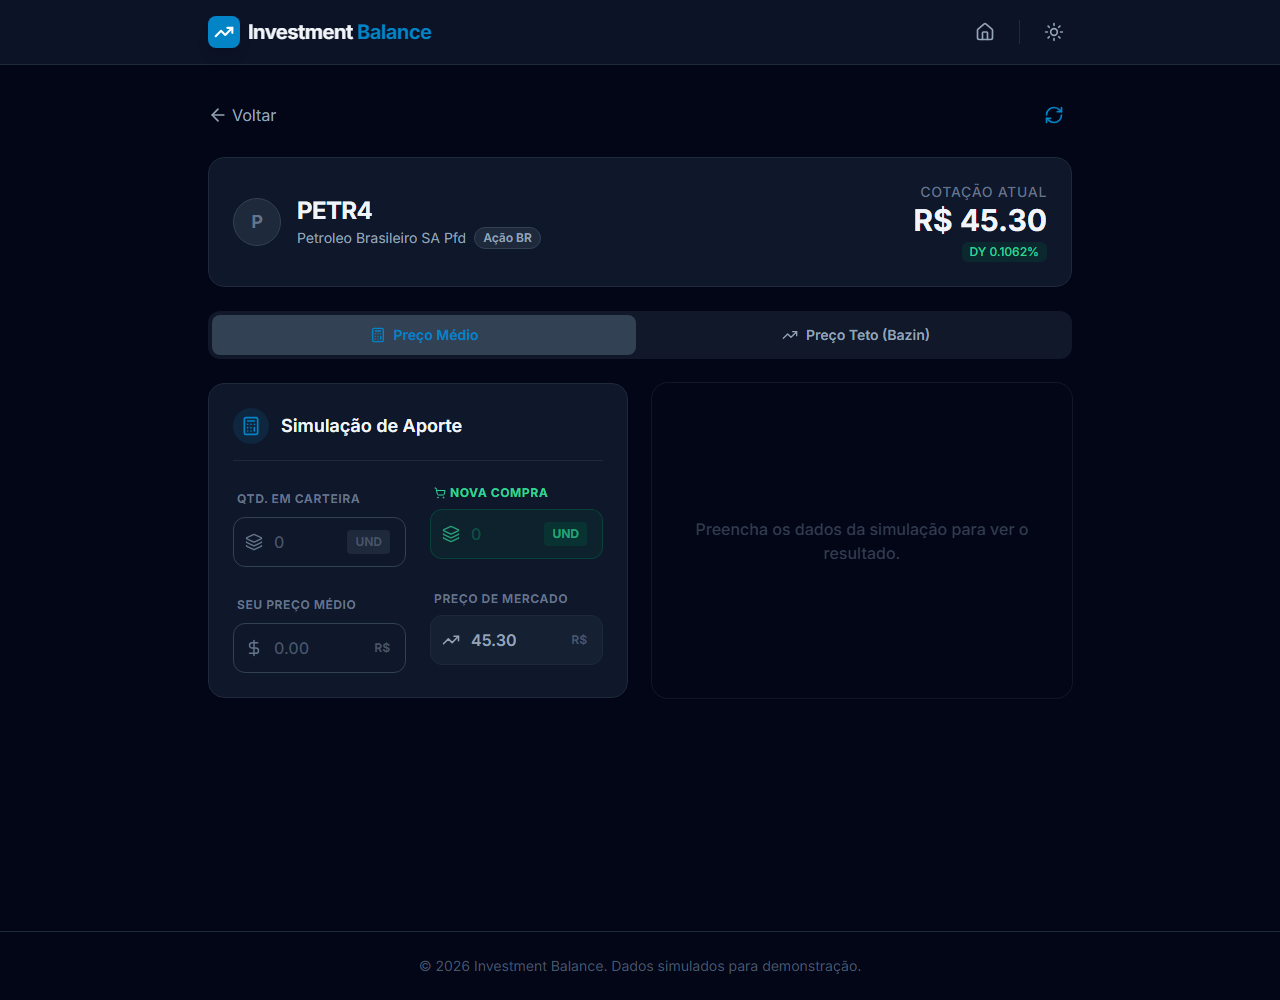 Investment Balance
Voltar
P
PETR4
Petroleo Brasileiro SA Pfd
Ação BR
COTAÇÃO ATUAL
R$ 45.30
DY 0.1062%
Preço Médio
Preço Teto (Bazin)
Simulação de Aporte
QTD. EM CARTEIRA
0
UND
NOVA COMPRA
0
UND
SEU PREÇO MÉDIO
0.00
R$
PREÇO DE MERCADO
45.30
R$
Preencha os dados da simulação para ver o
resultado.
© 2026 Investment Balance. Dados simulados para demonstração.